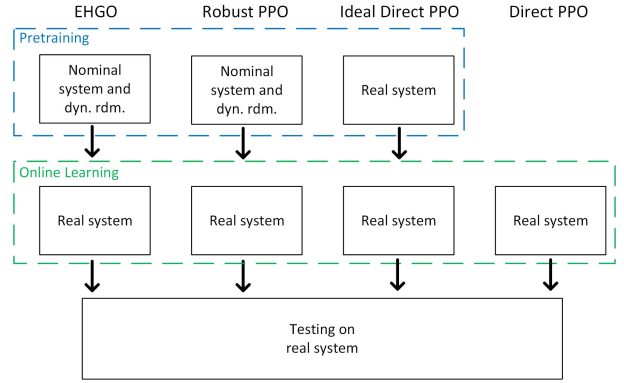 EHGO
Robust PPO
Ideal Direct PPO
Direct PPO
Pretraining
Nominal
system and
dyn. rdm.
Nominal
system and
dyn. rdm.
Real system
Online Learning
Real system
Real system
Real system
Real system
Testing on
real system